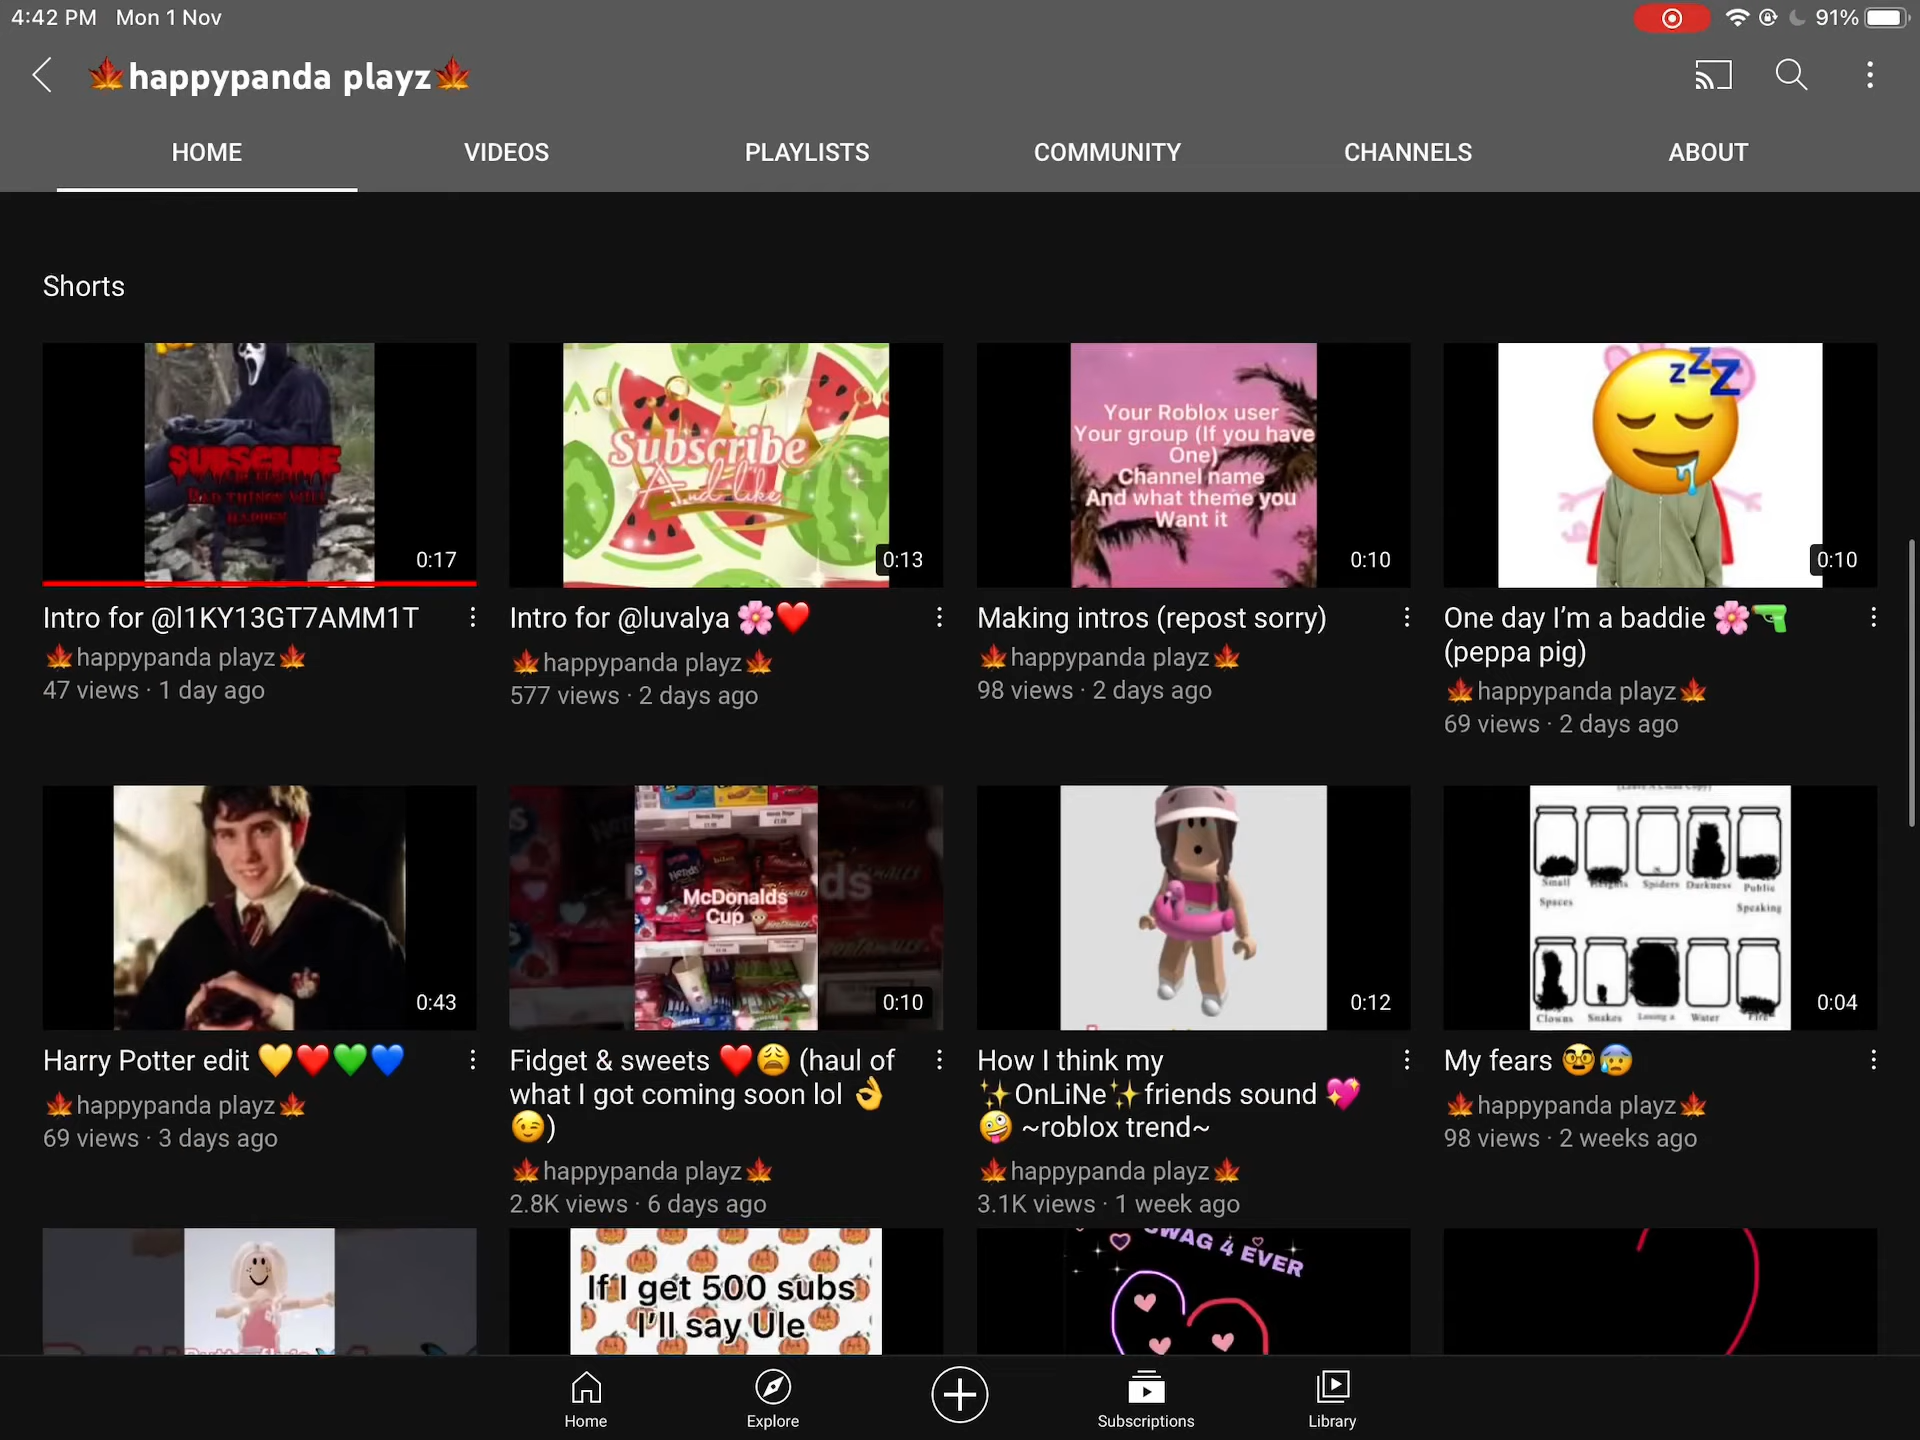 4:42 PM Mon 1 Nov
91%
🍁happypanda playz🍁
HOME VIDEOS PLAYLISTS COMMUNITY CHANNELS ABOUT
Shorts
SUBSCRIBE
BAD THINGS WILL
HAPPEN
0:17
Subscribe
And like
0:13
Your Roblox user
Your group (If you have
One)
Channel name
And what theme you
Want it
0:10
zzZ
0:10
Intro for @l1KY13GT7AMM1T
🍁happypanda playz🍁
47 views · 1 day ago
Intro for @luvalya 🌸❤️
🍁happypanda playz🍁
577 views · 2 days ago
Making intros (repost sorry)
🍁happypanda playz🍁
98 views · 2 days ago
One day I’m a baddie 🌸🔫
(peppa pig)
🍁happypanda playz🍁
69 views · 2 days ago
0:43
McDonalds
Cup
0:10
0:12
Small
Spaces
Heights
Spiders
Darkness
Public
Speaking
Clowns
Snakes
Losing a
Water
Fire
0:04
Harry Potter edit 💛❤️💚💙
🍁happypanda playz🍁
69 views · 3 days ago
Fidget & sweets ❤️😩 (haul of
what I got coming soon lol 👌
😉)
🍁happypanda playz🍁
2.8K views · 6 days ago
How I think my
✨OnLiNe✨friends sound 💖
🤪 ~roblox trend~
🍁happypanda playz🍁
3.1K views · 1 week ago
My fears 🥸😰
🍁happypanda playz🍁
98 views · 2 weeks ago
If I get 500 subs
I’ll say Ule
SWAG 4 EVER
Home
Explore
Subscriptions
Library